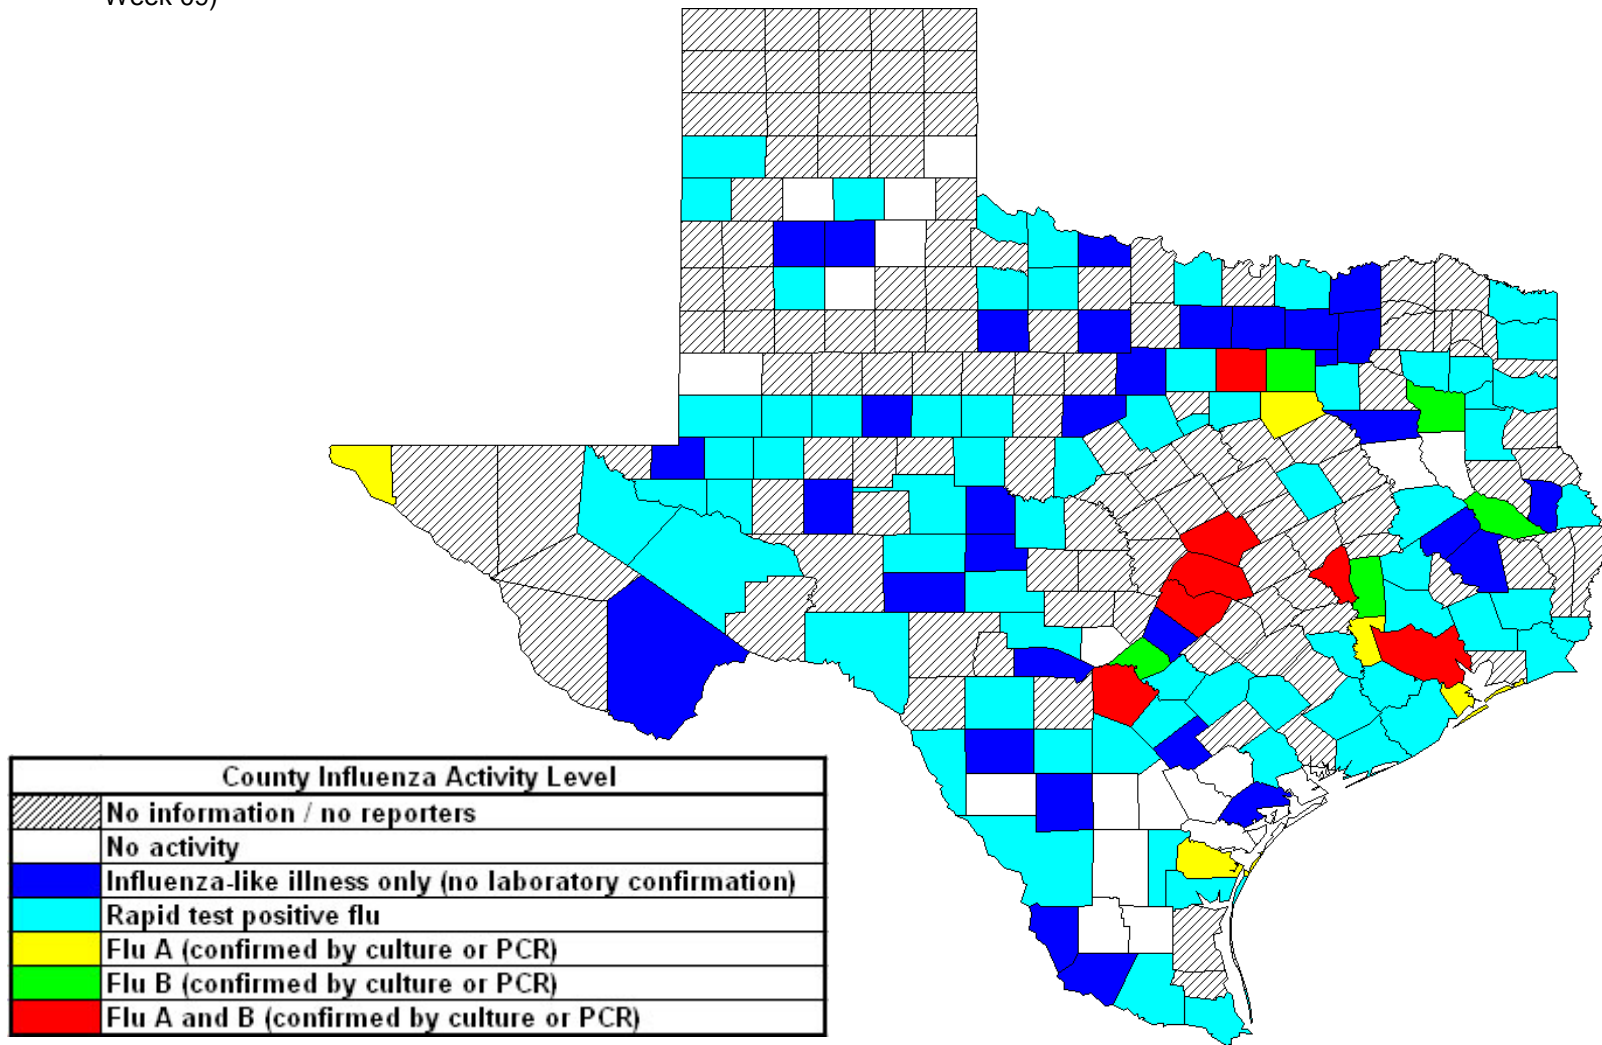 Week 09)
County Influenza Activity Level
No information / no reporters
No activity
Influenza-like illness only (no laboratory confirmation)
Rapid test positive flu
Flu A (confirmed by culture or PCR)
Flu B (confirmed by culture or PCR)
Flu A and B (confirmed by culture or PCR)